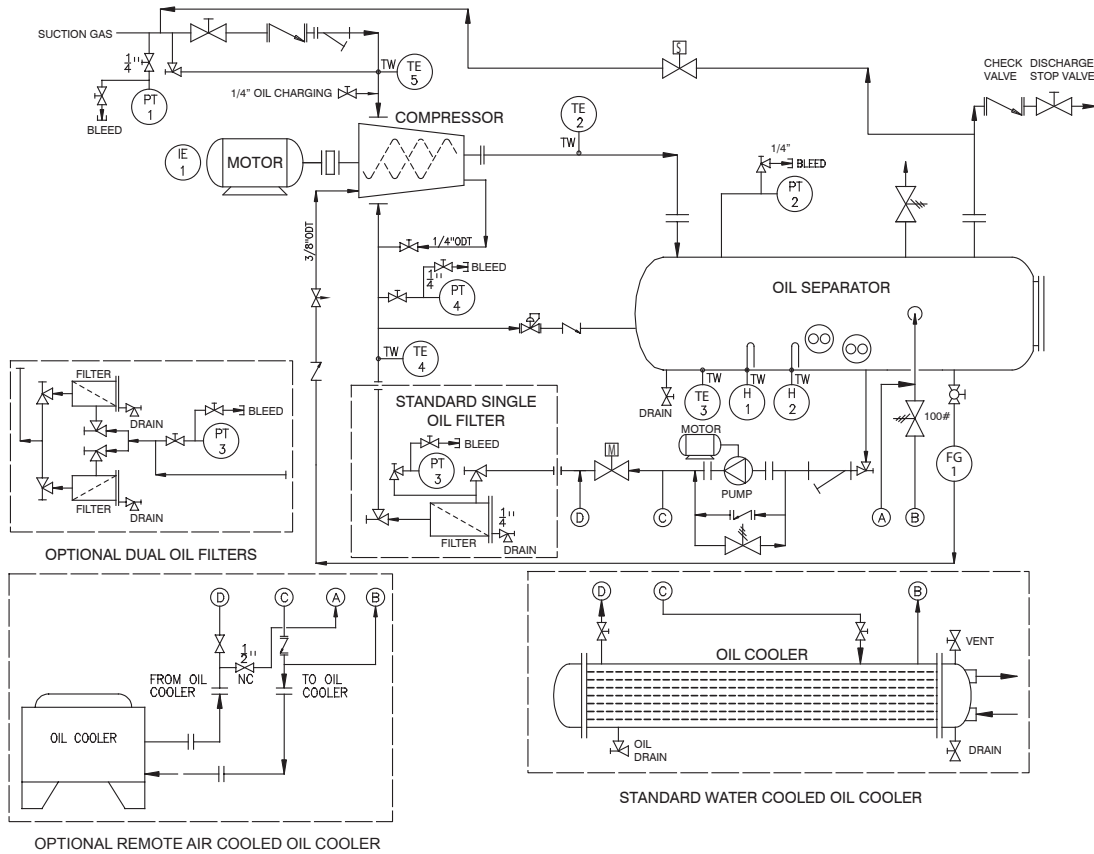 SUCTION GAS
1/4"
PT
1
BLEED
TW
TE
5
1/4" OIL CHARGING
COMPRESSOR
IE
1
MOTOR
TE
2
TW
S
CHECK
VALVE
DISCHARGE
STOP VALVE
1/4"
BLEED
PT
2
3/8"ODT
1/4"ODT
BLEED
1/4"
PT
4
OIL SEPARATOR
TE
4
TW
DRAIN
TW
TE
3
TW
H
1
TW
H
2
100#
FG
1
A
B
FILTER
DRAIN
BLEED
PT
3
FILTER
DRAIN
OPTIONAL DUAL OIL FILTERS
STANDARD SINGLE
OIL FILTER
BLEED
PT
3
1/4"
FILTER
DRAIN
M
D
C
MOTOR
PUMP
D
C
A
B
1/2"
NC
FROM OIL
COOLER
TO OIL
COOLER
OIL COOLER
OPTIONAL REMOTE AIR COOLED OIL COOLER
D
C
B
OIL COOLER
VENT
OIL
DRAIN
DRAIN
STANDARD WATER COOLED OIL COOLER